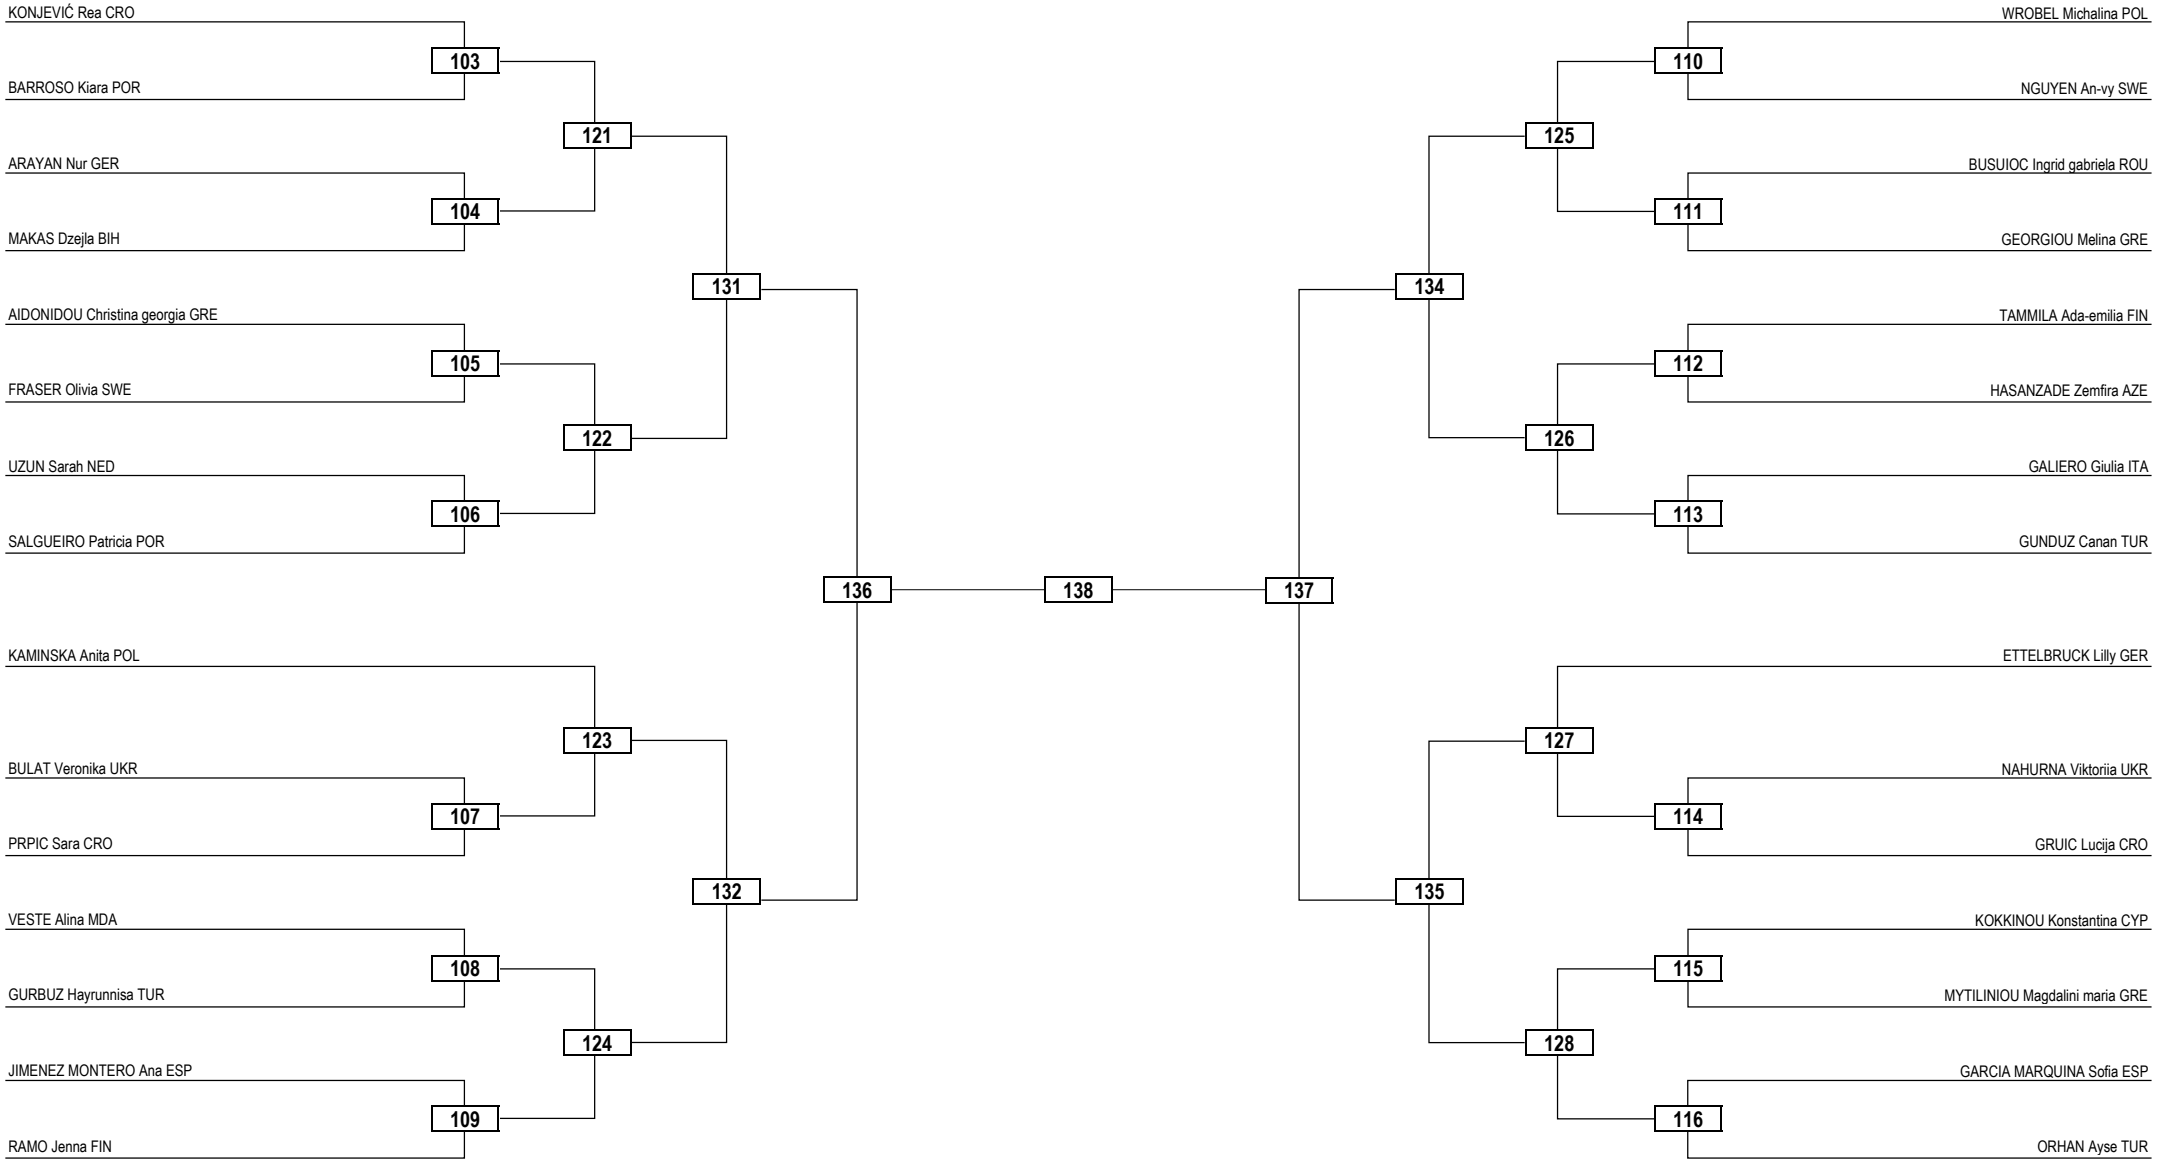 KONJEVIĆ Rea CRO
WROBEL Michalina POL
103
110
BARROSO Kiara POR
NGUYEN An-vy SWE
121
125
ARAYAN Nur GER
BUSUIOC Ingrid gabriela ROU
104
111
MAKAS Dzejla BIH
GEORGIOU Melina GRE
131
134
AIDONIDOU Christina georgia GRE
TAMMILA Ada-emilia FIN
105
112
FRASER Olivia SWE
HASANZADE Zemfira AZE
122
126
UZUN Sarah NED
GALIERO Giulia ITA
106
113
SALGUEIRO Patricia POR
GUNDUZ Canan TUR
136
138
137
KAMINSKA Anita POL
ETTELBRUCK Lilly GER
123
127
BULAT Veronika UKR
NAHURNA Viktoriia UKR
107
114
PRPIC Sara CRO
GRUIC Lucija CRO
132
135
VESTE Alina MDA
KOKKINOU Konstantina CYP
108
115
GURBUZ Hayrunnisa TUR
MYTILINIOU Magdalini maria GRE
124
128
JIMENEZ MONTERO Ana ESP
GARCIA MARQUINA Sofia ESP
109
116
RAMO Jenna FIN
ORHAN Ayse TUR